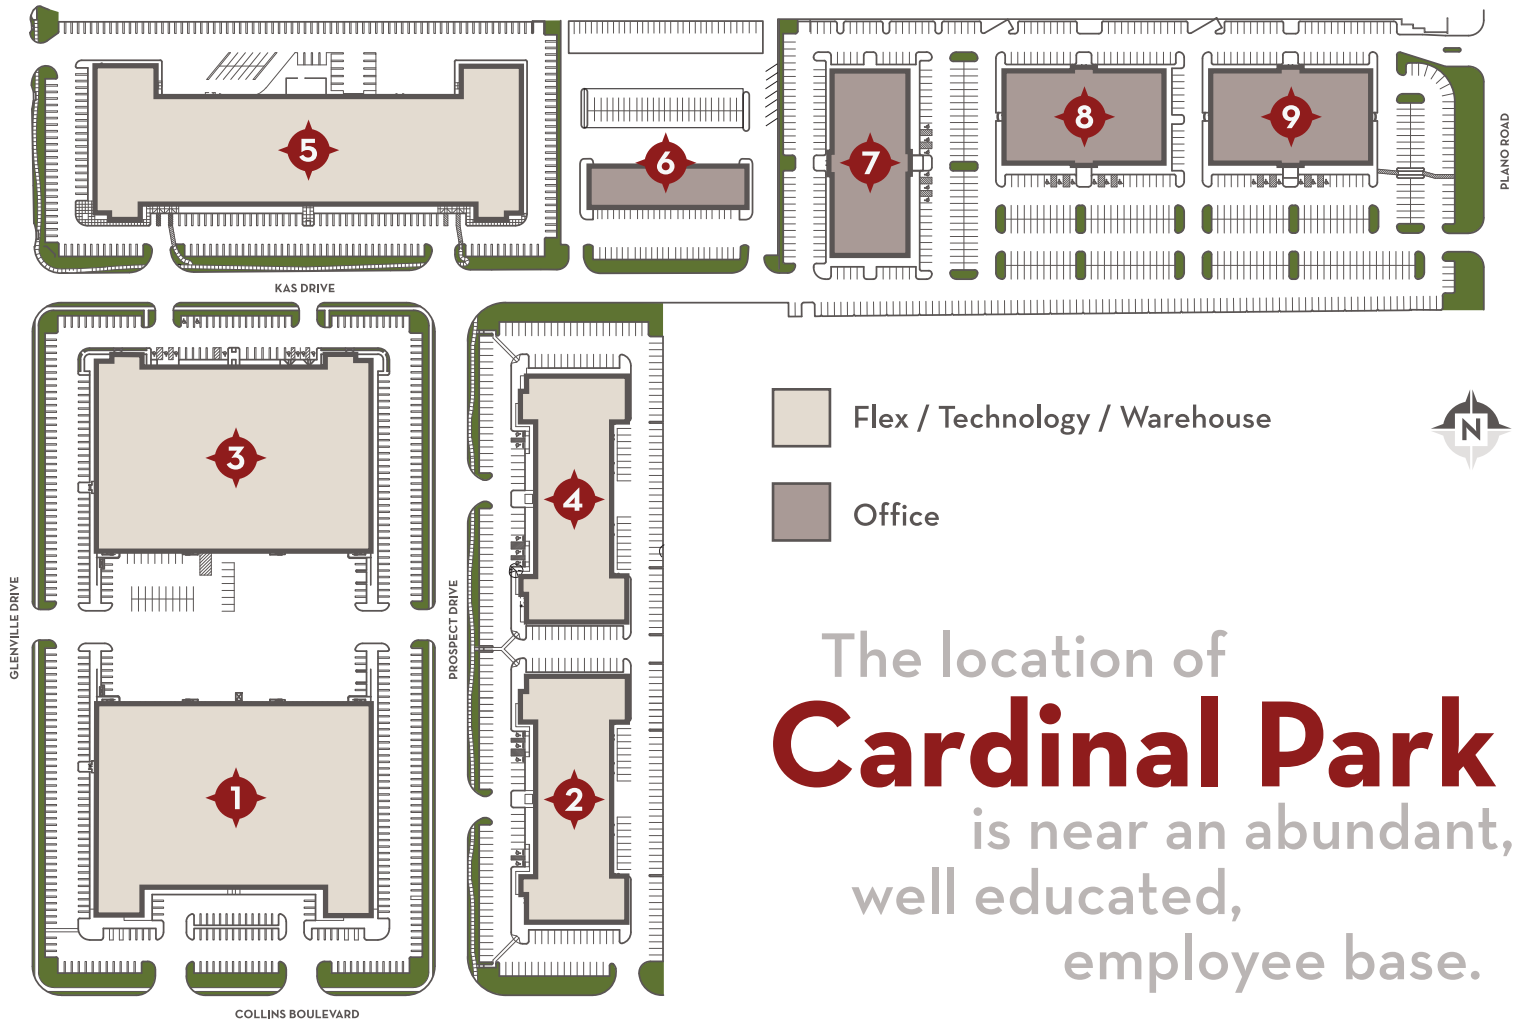 5
6
7
8
9
PLANO ROAD
KAS DRIVE
3
4
Flex / Technology / Warehouse
N
Office
GLENVILLE DRIVE
PROSPECT DRIVE
1
2
The location of
Cardinal Park
is near an abundant,
well educated,
employee base.
COLLINS BOULEVARD